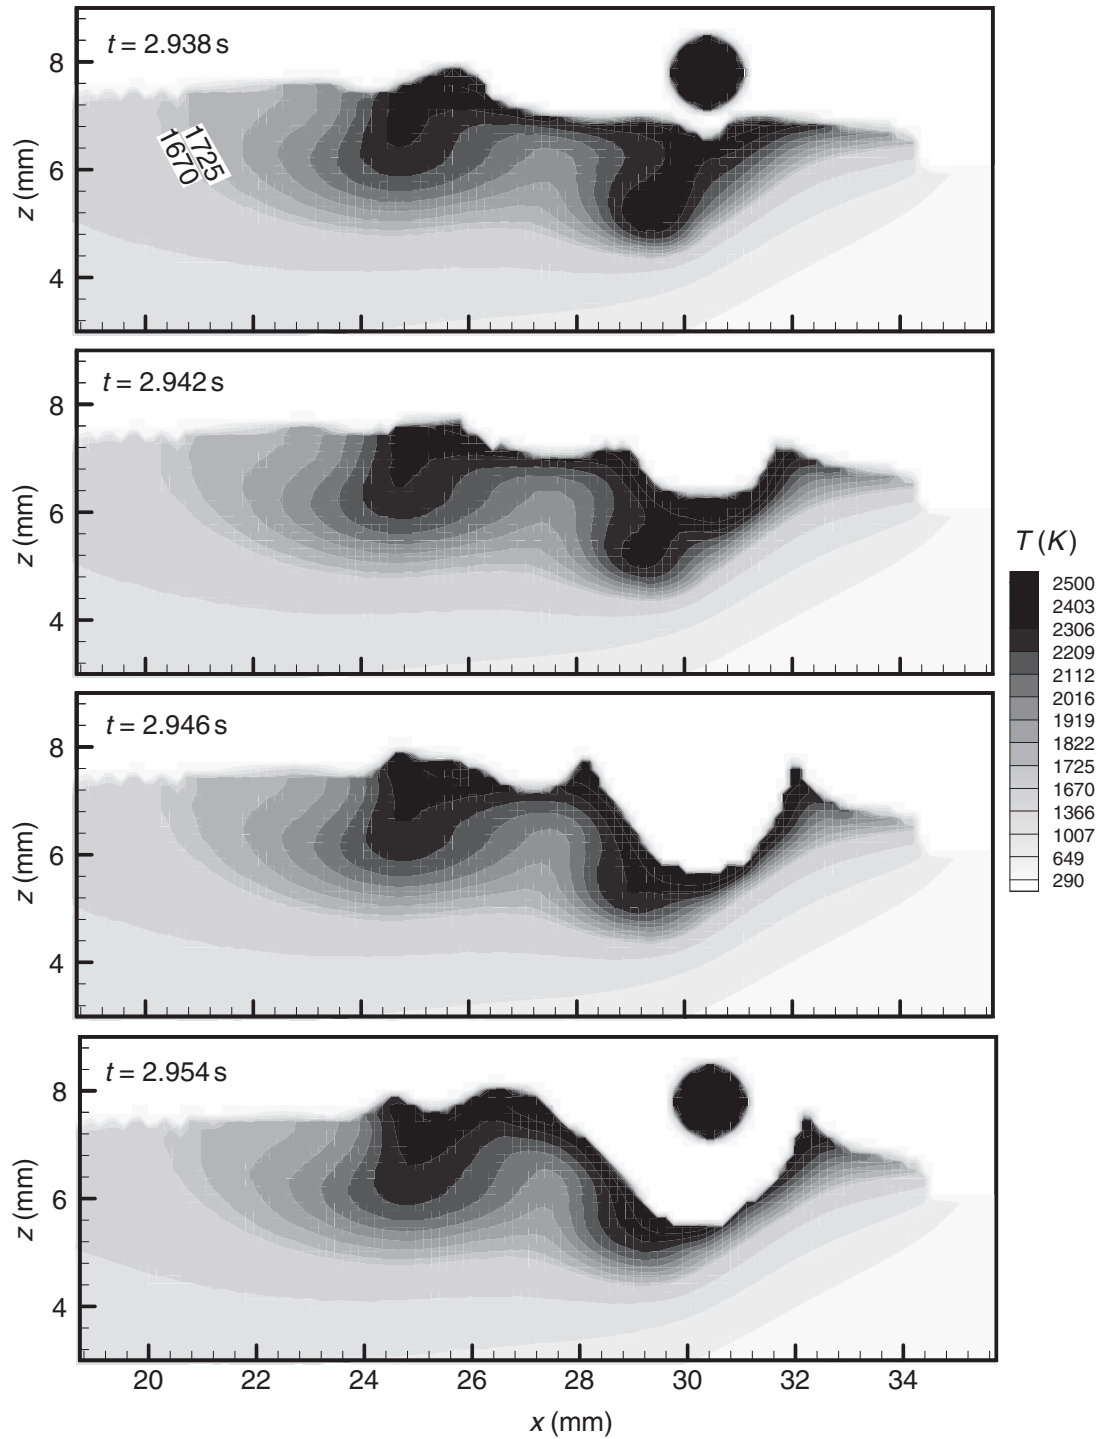 t = 2.938 s
8
6
4
z (mm)
1725
1670
t = 2.942 s
8
6
4
z (mm)
t = 2.946 s
8
6
4
z (mm)
t = 2.954 s
8
6
4
z (mm)
20 22 24 26 28 30 32 34
x (mm)
T (K)
2500
2403
2306
2209
2112
2016
1919
1822
1725
1670
1366
1007
649
290